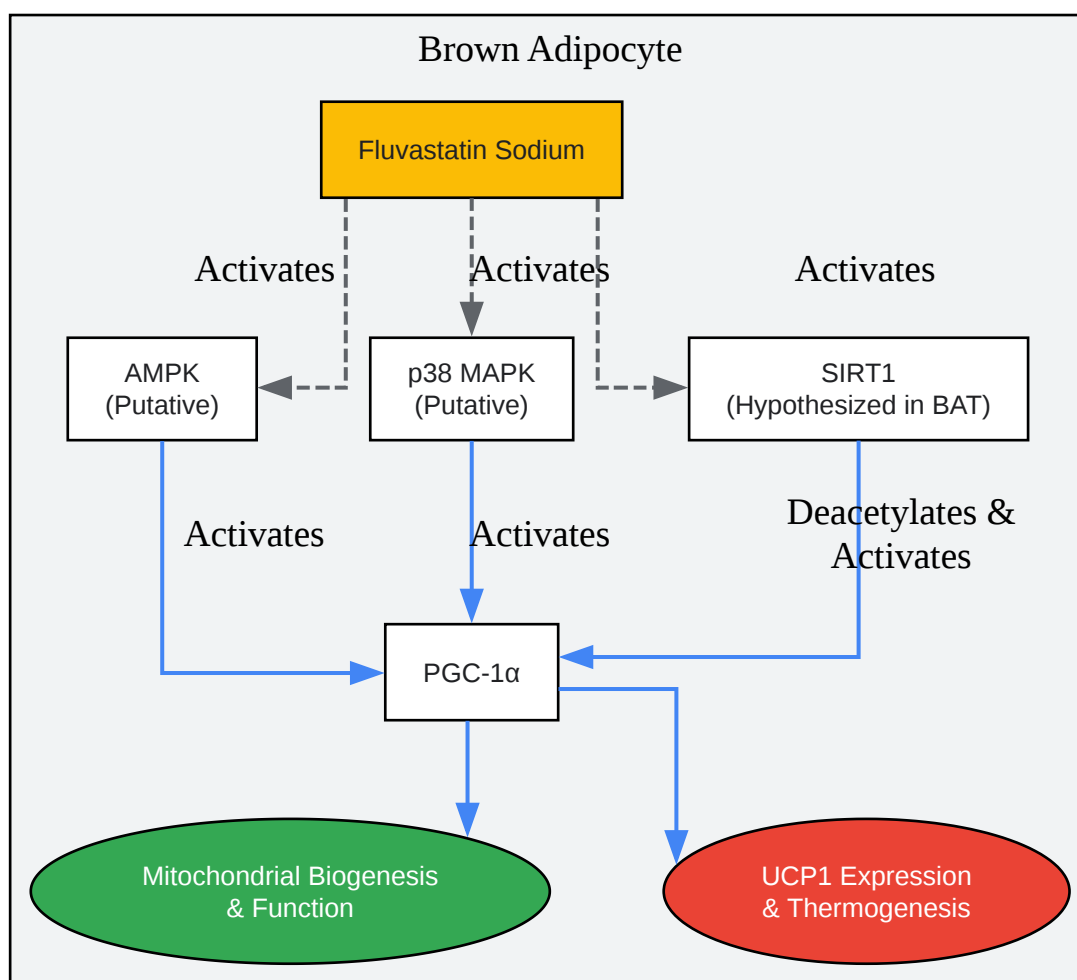 Brown Adipocyte
Fluvastatin Sodium
Activates
Activates
Activates
AMPK
(Putative)
p38 MAPK
(Putative)
SIRT1
(Hypothesized in BAT)
Activates
Activates
Deacetylates &
Activates
PGC-1α
Mitochondrial Biogenesis
& Function
UCP1 Expression
& Thermogenesis